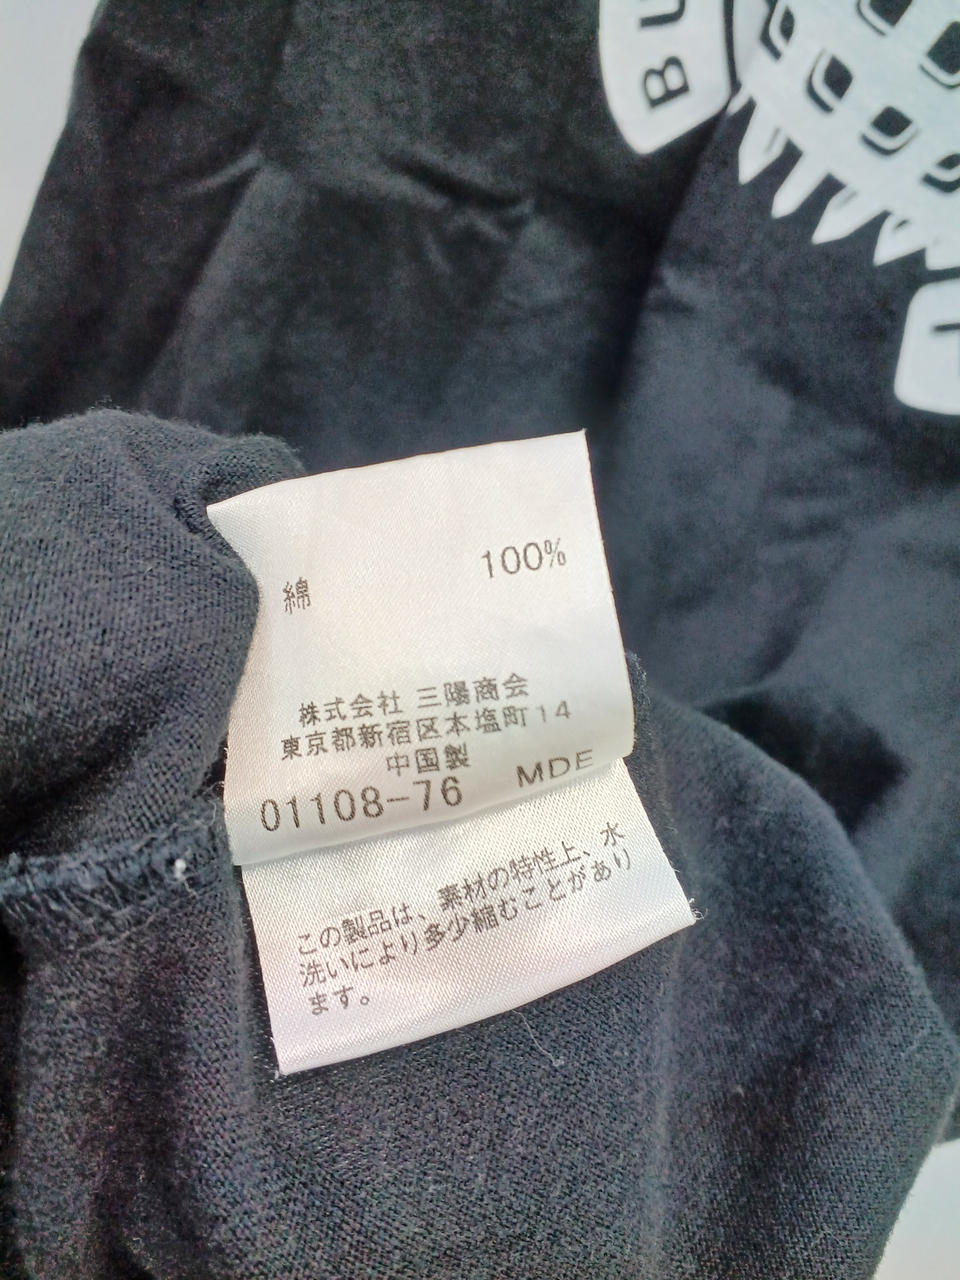 Bu
綿 100%
株式会社 三陽商会
東京都新宿区本塩町14
中国製
01108-76 MDE
この製品は、素材の特性上、水
洗いにより多少縮むことがあり
ます。